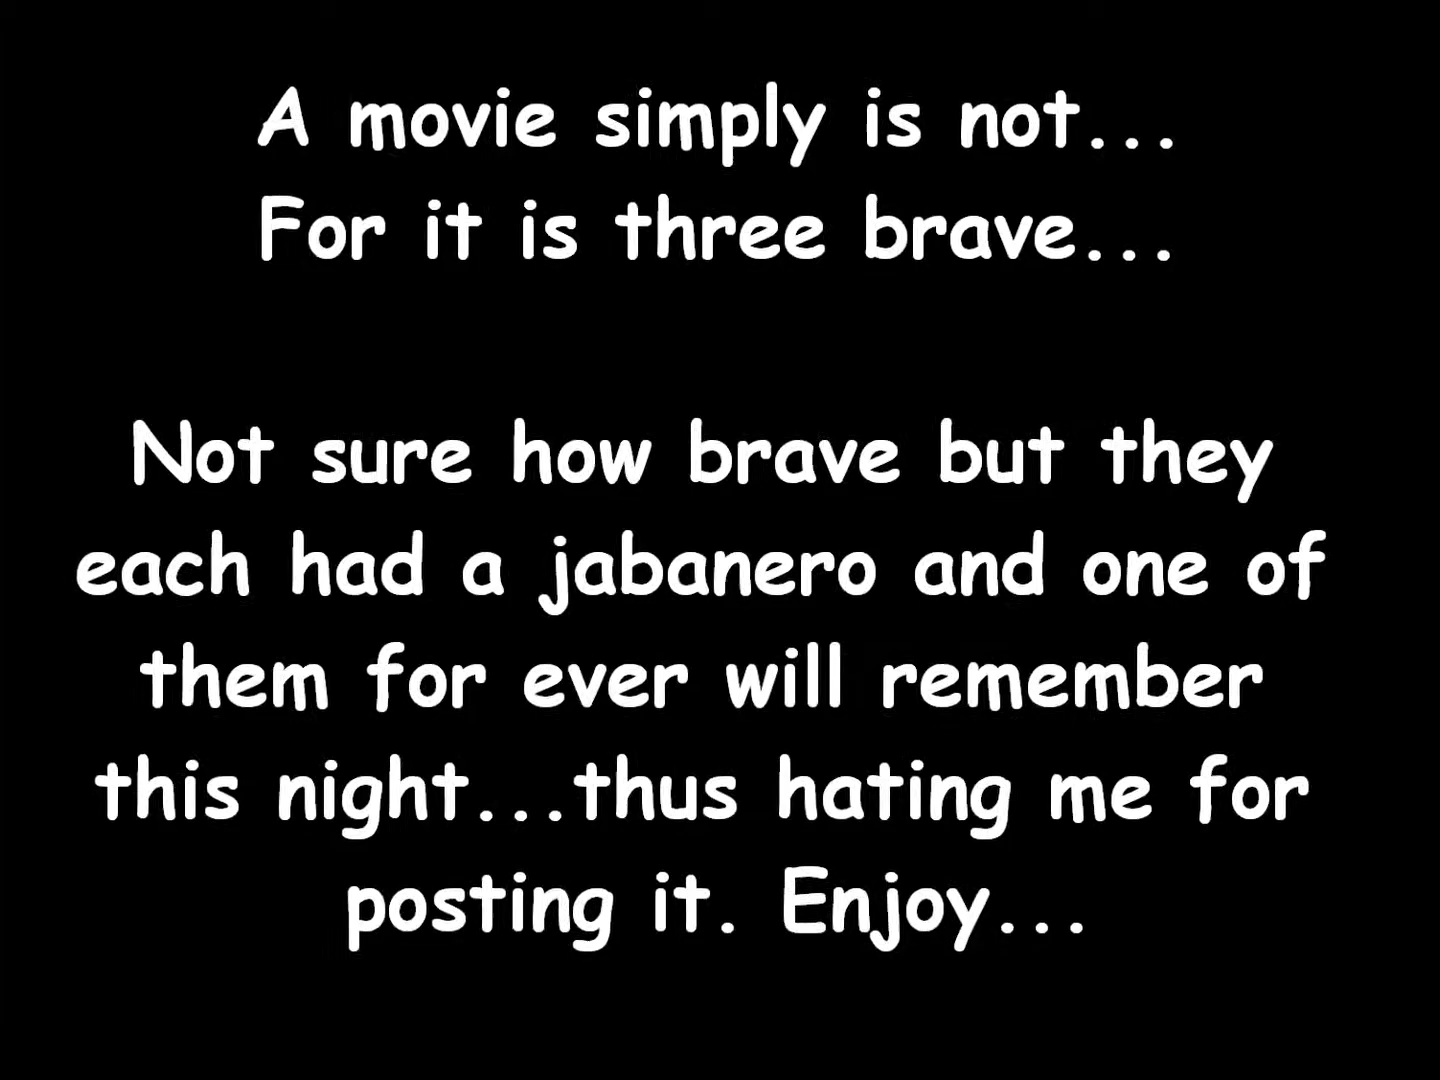 A movie simply is not...
For it is three brave...
Not sure how brave but they
each had a jabanero and one of
them for ever will remember
this night...thus hating me for
posting it. Enjoy...